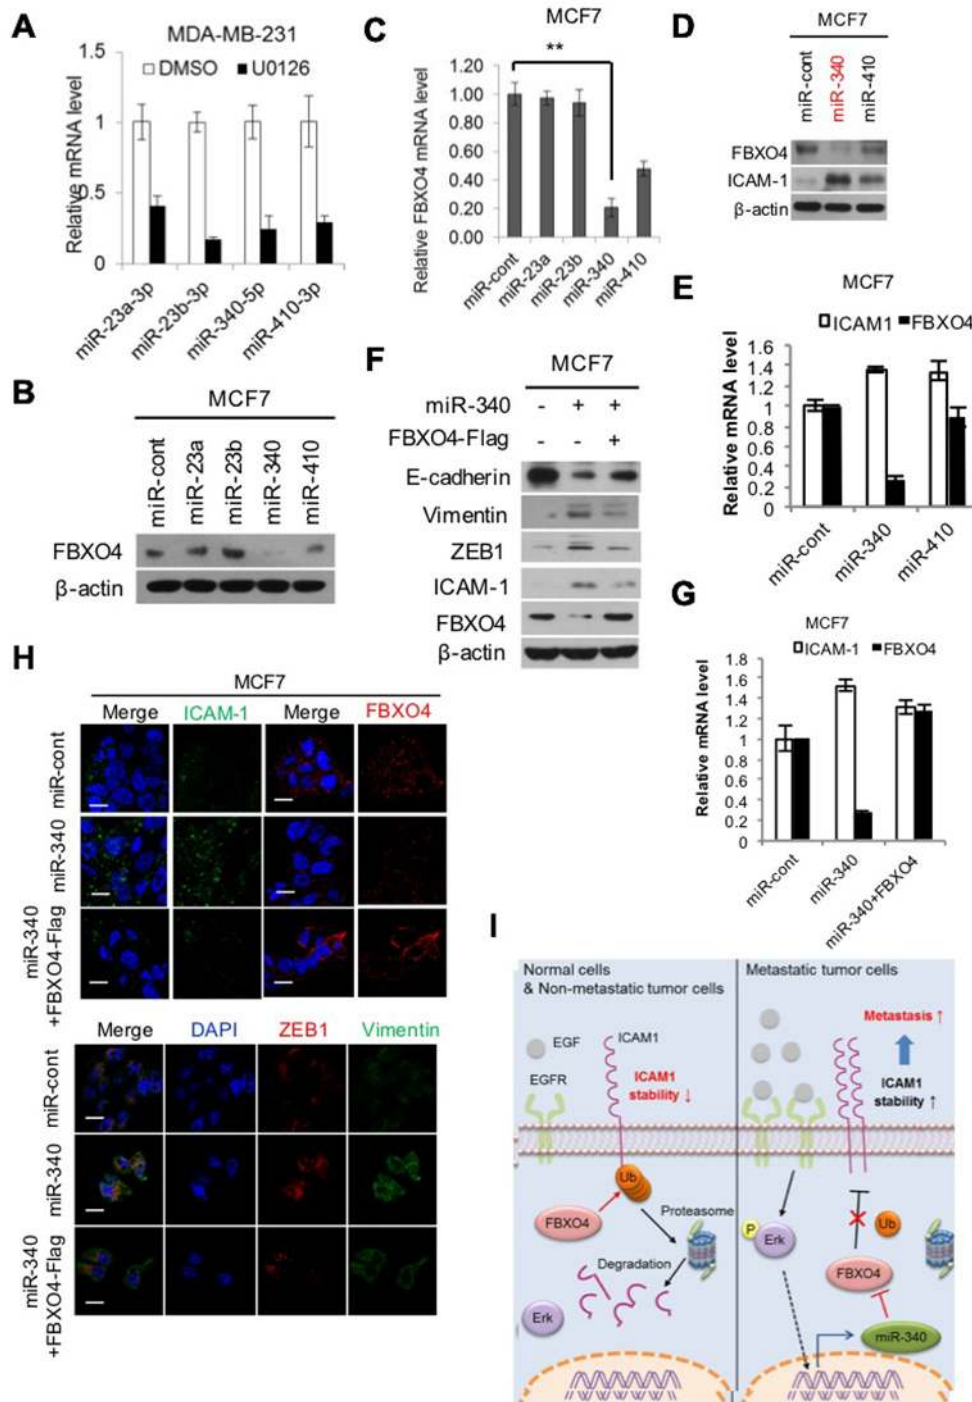 A
MDA-MB-231
DMSO U0126
Relative mRNA level
1.5
1
0.5
0
miR-23a-3p
miR-23b-3p
miR-340-5p
miR-410-3p
B
MCF7
miR-cont
miR-23a
miR-23b
miR-340
miR-410
FBXO4
β-actin
C
MCF7
**
Relative FBXO4 mRNA level
1.20
1.00
0.80
0.60
0.40
0.20
0.00
miR-cont
miR-23a
miR-23b
miR-340
miR-410
D
MCF7
miR-cont
miR-340
miR-410
FBXO4
ICAM-1
β-actin
E
MCF7
ICAM1 FBXO4
Relative mRNA level
1.6
1.4
1.2
1
0.8
0.6
0.4
0.2
0
miR-cont
miR-340
miR-410
F
MCF7
miR-340 - + +
FBXO4-Flag - - +
E-cadherin
Vimentin
ZEB1
ICAM-1
FBXO4
β-actin
G
MCF7
ICAM-1 FBXO4
Relative mRNA level
1.8
1.6
1.4
1.2
1
0.8
0.6
0.4
0.2
0
miR-cont
miR-340
miR-340+FBXO4
H
MCF7
Merge ICAM-1 Merge FBXO4
miR-cont
miR-340
miR-340
+FBXO4-Flag
Merge DAPI ZEB1 Vimentin
miR-cont
miR-340
miR-340
+FBXO4-Flag
I
Normal cells
& Non-metastatic tumor cells
EGF
ICAM1
EGFR
ICAM1
stability ↓
Ub
FBXO4
Proteasome
Degradation
Erk
Metastatic tumor cells
Metastasis ↑
ICAM1
stability ↑
P
Erk
Ub
FBXO4
miR-340